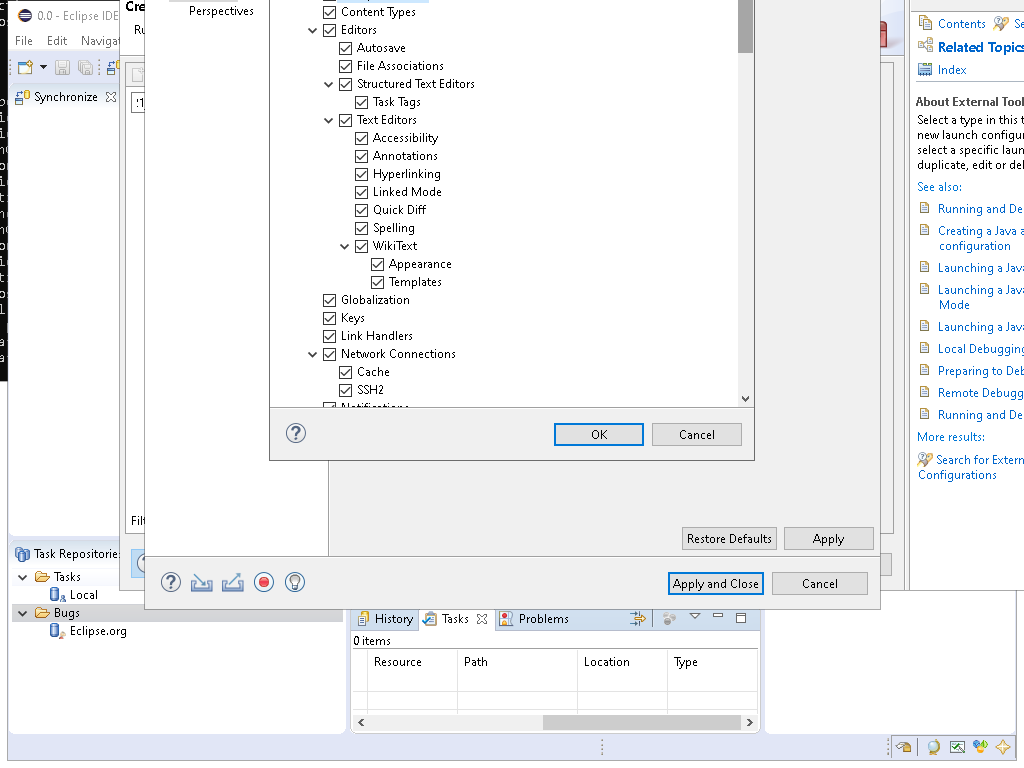 0.0 - Eclipse IDE
File Edit Navigat
Synchronize
Cre
Ru
Perspectives
Content Types
Editors
Autosave
File Associations
Structured Text Editors
Task Tags
Text Editors
Accessibility
Annotations
Hyperlinking
Linked Mode
Quick Diff
Spelling
WikiText
Appearance
Templates
Globalization
Keys
Link Handlers
Network Connections
Cache
SSH2
OK
Cancel
Filt
Restore Defaults
Apply
Apply and Close
Cancel
Contents
Se
Related Topics
Index
About External Tool
Select a type in this t
new launch configur
select a specific laun
duplicate, edit or del
See also:
Running and De
Creating a Java a
configuration
Launching a Java
Launching a Java
Mode
Launching a Java
Local Debugging
Preparing to Deb
Remote Debugg
Running and De
More results:
Search for Extern
Configurations
Task Repositories
Tasks
Local
Bugs
Eclipse.org
History
Tasks
Problems
0 items
Resource
Path
Location
Type